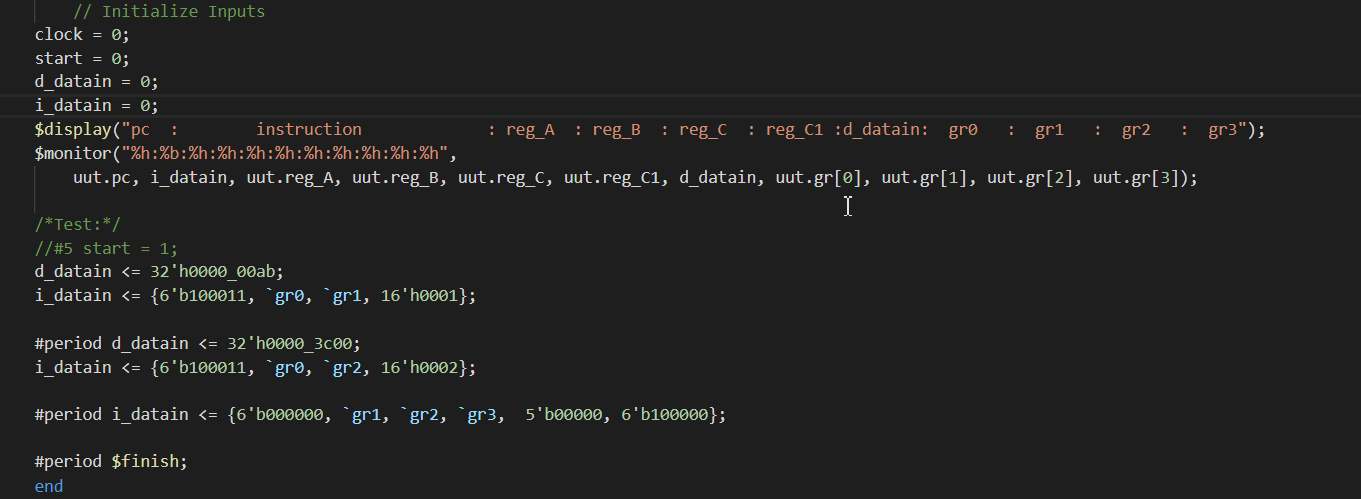 // Initialize Inputs
clock = 0;
start = 0;
d_datain = 0;
i_datain = 0;
$display("pc  :        instruction             : reg_A  : reg_B  : reg_C  : reg_C1 :d_datain:  gr0   :  gr1   :  gr2   :  gr3");
$monitor("%h:%b:%h:%h:%h:%h:%h:%h:%h:%h:%h",
    uut.pc, i_datain, uut.reg_A, uut.reg_B, uut.reg_C, uut.reg_C1, d_datain, uut.gr[0], uut.gr[1], uut.gr[2], uut.gr[3]);
/*Test:*/
//#5 start = 1;
d_datain <= 32'h0000_00ab;
i_datain <= {6'b100011, `gr0, `gr1, 16'h0001};
#period d_datain <= 32'h0000_3c00;
i_datain <= {6'b100011, `gr0, `gr2, 16'h0002};
#period i_datain <= {6'b000000, `gr1, `gr2, `gr3,  5'b00000, 6'b100000};
#period $finish;
end